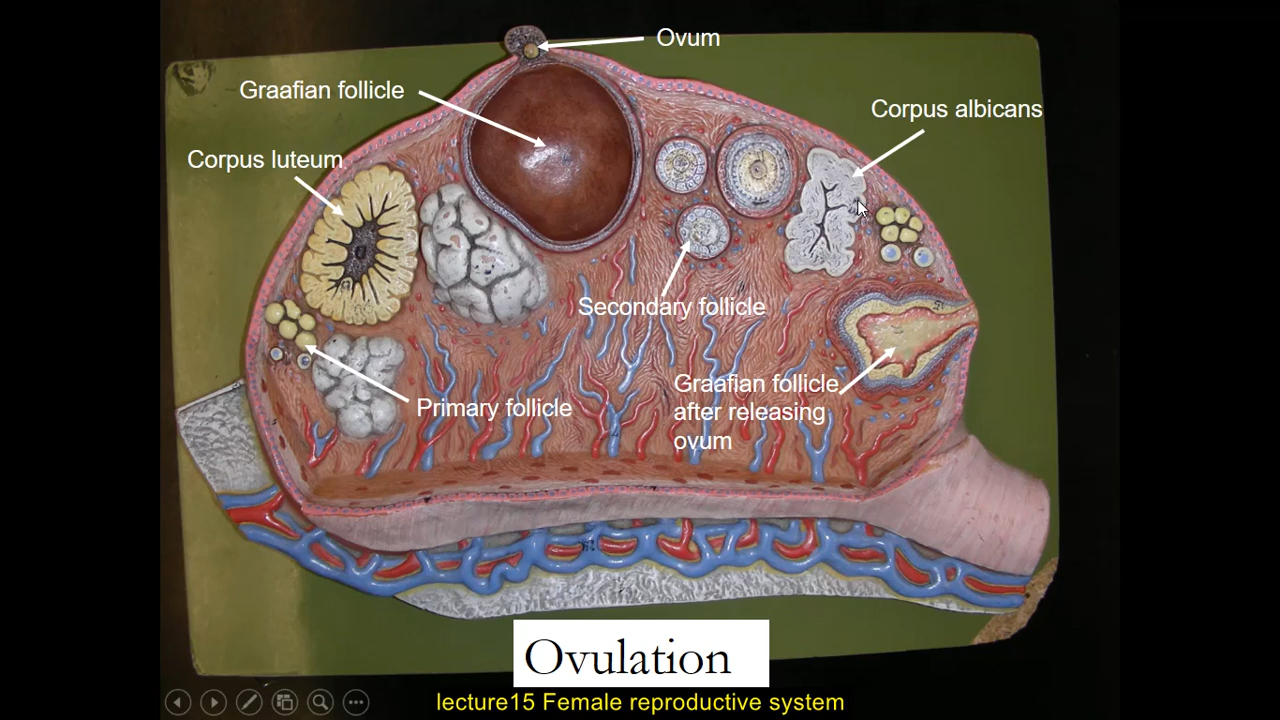 Ovum
Graafian follicle
Corpus albicans
Corpus luteum
Secondary follicle
Graafian follicle
after releasing
ovum
Primary follicle
Ovulation
lecture15 Female reproductive system